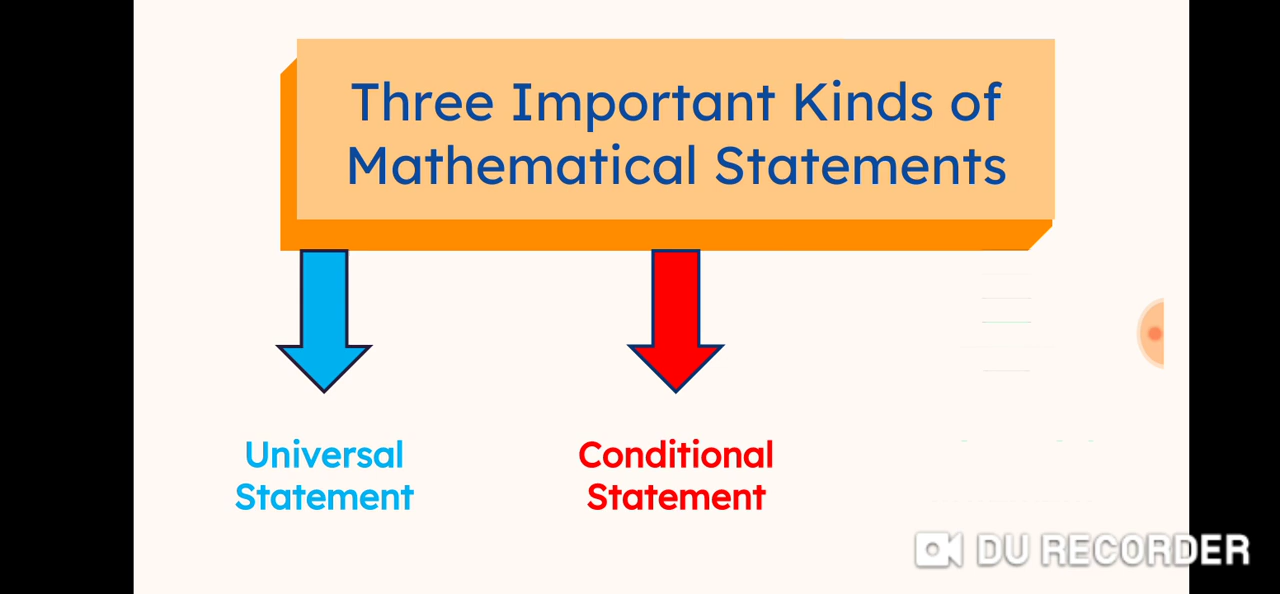 Three Important Kinds of
Mathematical Statements
Universal
Statement
Conditional
Statement
DU RECORDER